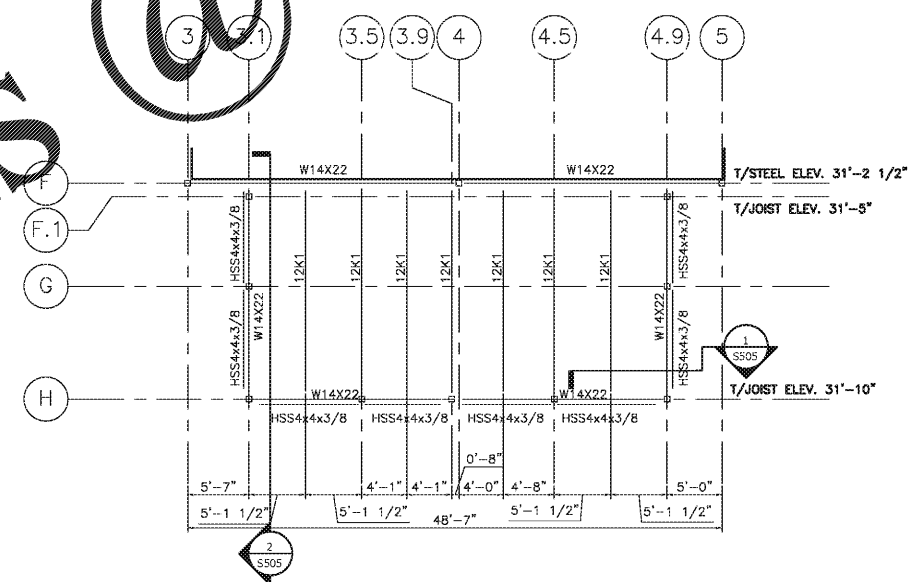 3 3.1 3.5 3.9 4 4.5 4.9 5
W14X22 W14X22
T/STEEL ELEV. 31'-2 1/2"
F
T/JOIST ELEV. 31'-5"
F.1
HSS4x4x3/8 12K1 12K1 12K1 12K1 12K1 12K1 12K1 HSS4x4x3/8
G
HSS4x4x3/8 W14X22 W14X22 HSS4x4x3/8
1
S505
T/JOIST ELEV. 31'-10"
H
W14X22 W14X22
HSS4x4x3/8 HSS4x4x3/8 HSS4x4x3/8 HSS4x4x3/8
0'-8"
5'-7" 4'-1" 4'-1" 4'-0" 4'-8" 5'-0"
5'-1 1/2" 5'-1 1/2" 5'-1 1/2" 5'-1 1/2"
48'-7"
2
S505